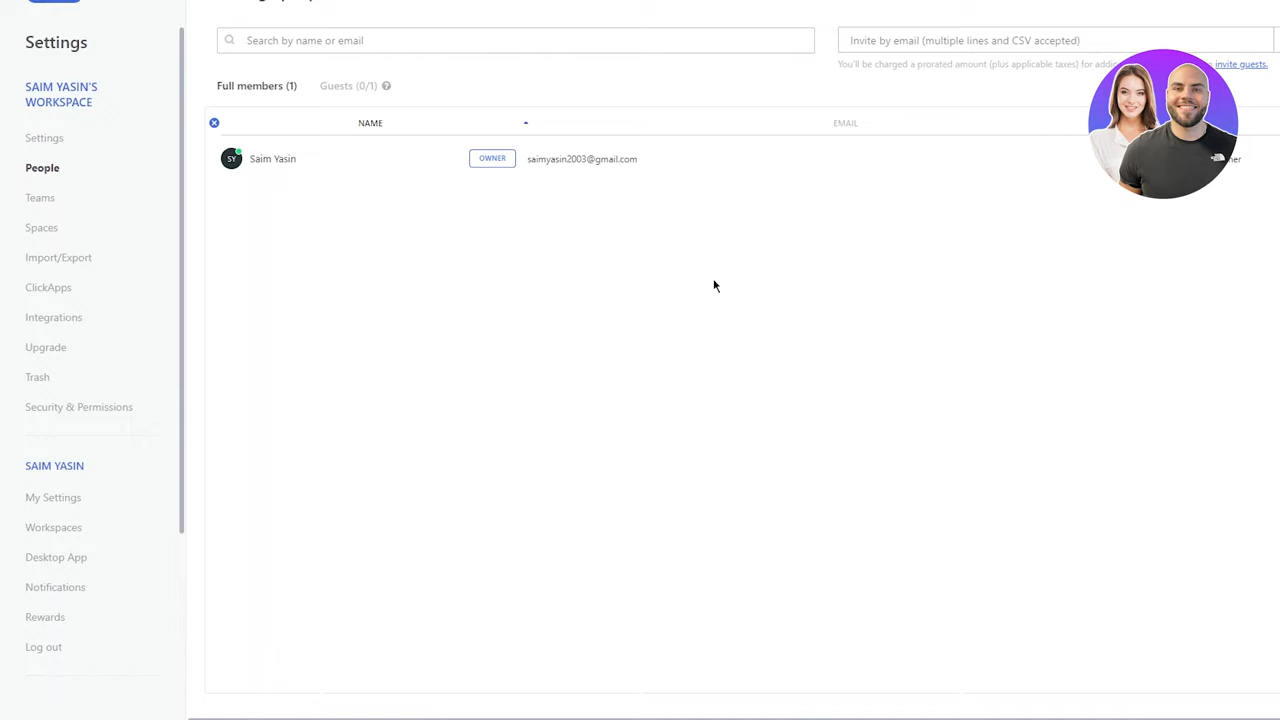 Settings
SAIM YASIN'S
WORKSPACE
Settings
People
Teams
Spaces
Import/Export
ClickApps
Integrations
Upgrade
Trash
Security & Permissions
SAIM YASIN
My Settings
Workspaces
Desktop App
Notifications
Rewards
Log out
Search by name or email
Invite by email (multiple lines and CSV accepted)
You'll be charged a prorated amount (plus applicable taxes) for
invite guests.
Full members (1) Guests (0/1)
NAME EMAIL
SY Saim Yasin OWNER saimyasin2003@gmail.com